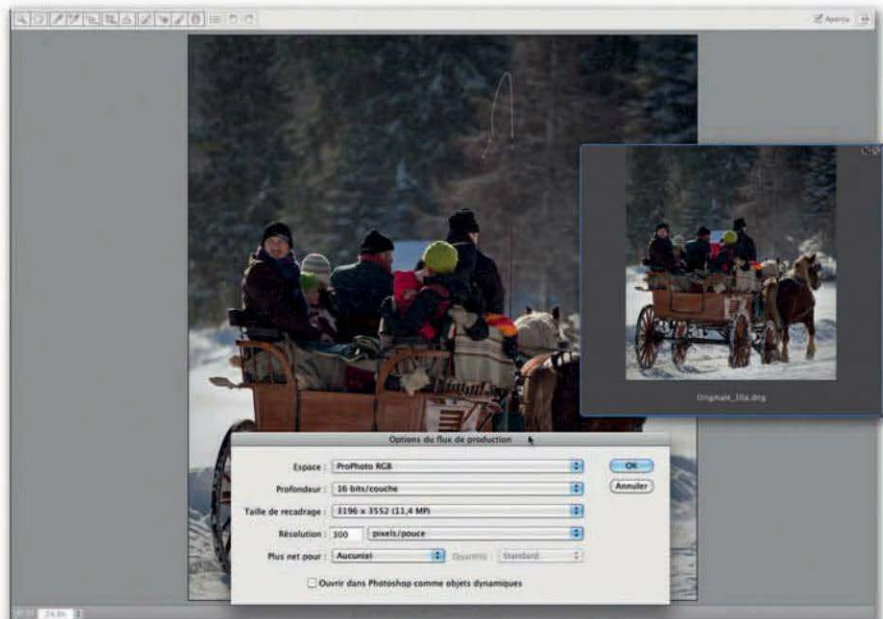 Aperçu
Originale_10a.dng
Options du flux de production
Espace : ProPhoto RGB
OK
Profondeur : 16 bits/couche
Annuler
Taille de recadrage : 3196 x 3552 (11,4 MP)
Résolution : 300 pixels/pouce
Plus net pour : Aucun(e) Quantité : Standard
Ouvrir dans Photoshop comme objets dynamiques